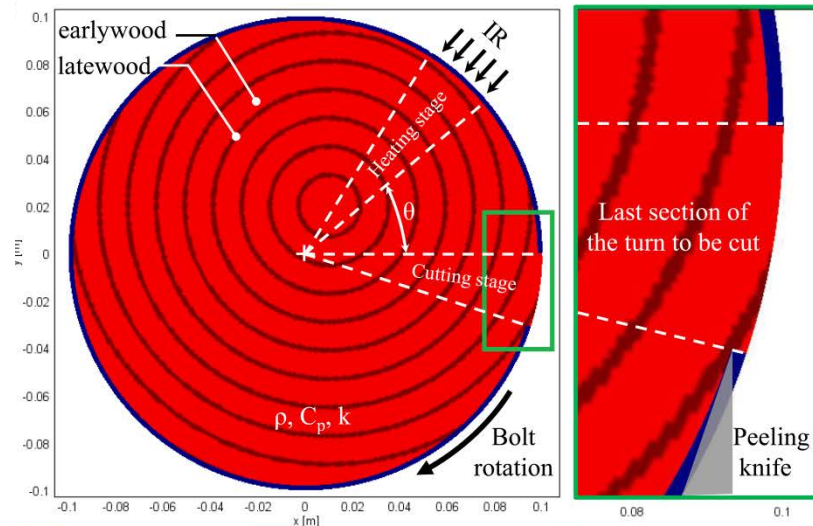 earlywood
latewood
IR
Heating stage
θ
Cutting stage
ρ, Cₚ, k
Bolt
rotation
0.1
0.08
0.06
0.04
0.02
0
-0.02
-0.04
-0.06
-0.08
-0.1
y [m]
-0.1 -0.08 -0.06 -0.04 -0.02 0 0.02 0.04 0.06 0.08 0.1
x [m]
Last section of
the turn to be cut
Peeling
knife
0.08 0.1